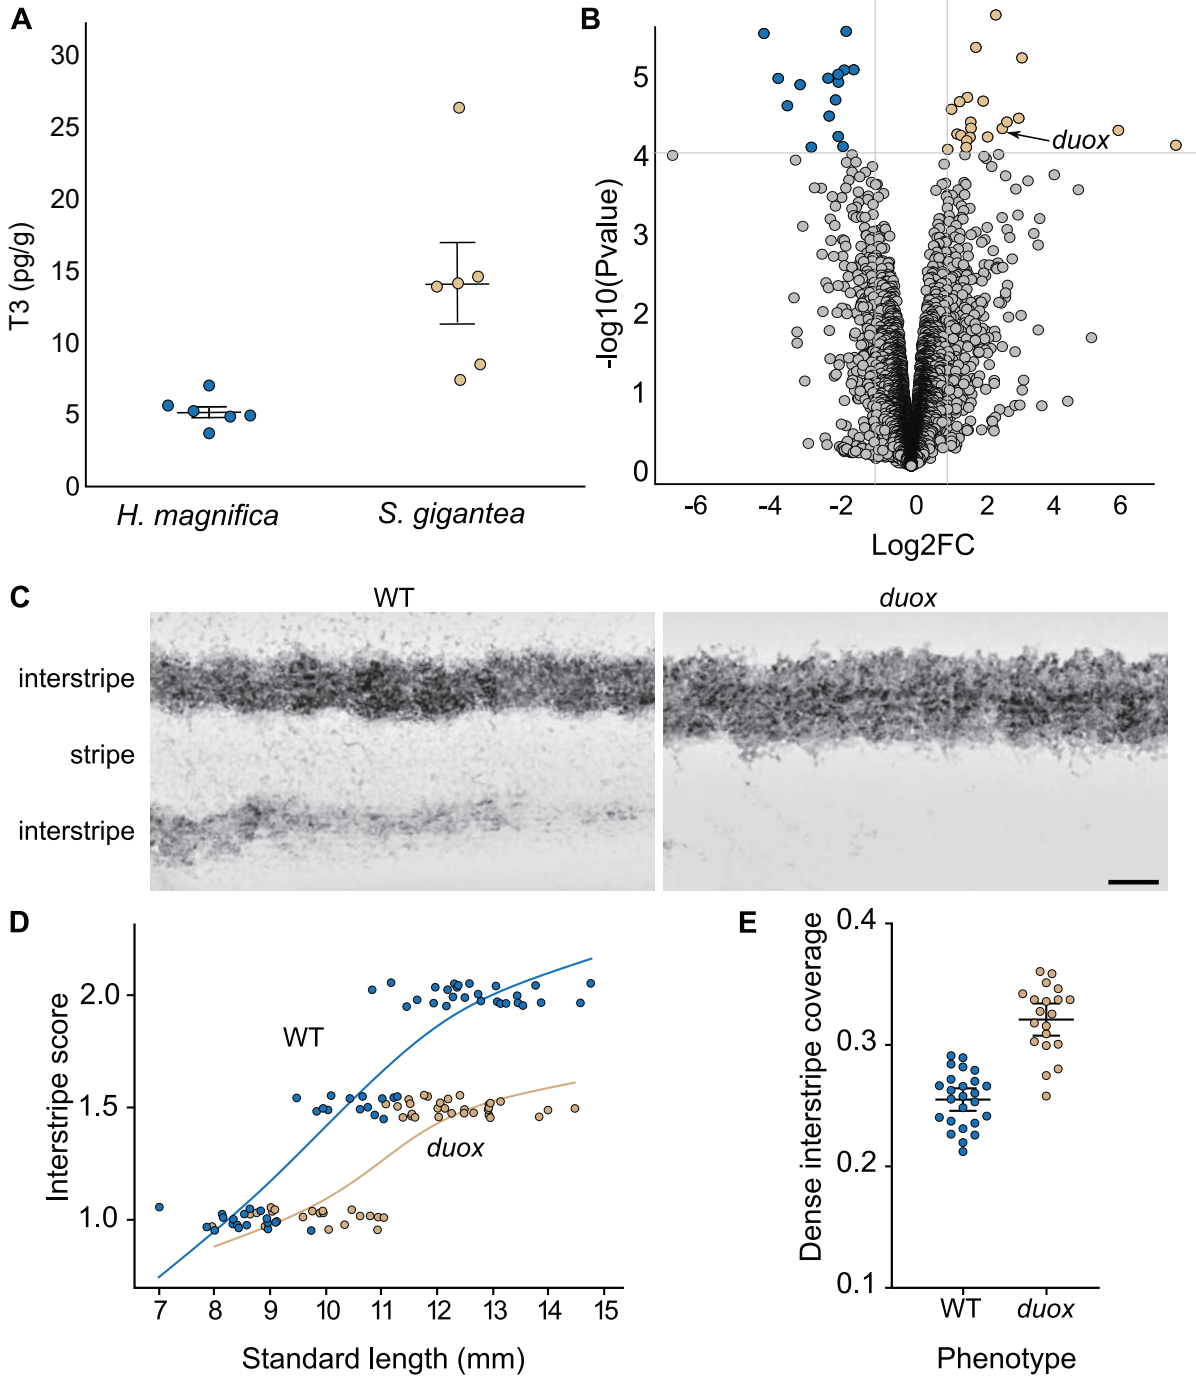 A
30
25
20
15
10
5
0
T3 (pg/g)
H. magnifica
S. gigantea
B
5
4
3
2
1
0
-log10(Pvalue)
duox
-6
-4
-2
0
2
4
6
Log2FC
C
WT
duox
interstripe
stripe
interstripe
D
2.0
1.5
1.0
Interstripe score
WT
duox
7
8
9
10
11
12
13
14
15
Standard length (mm)
E
0.4
0.3
0.2
0.1
Dense interstripe coverage
WT
duox
Phenotype